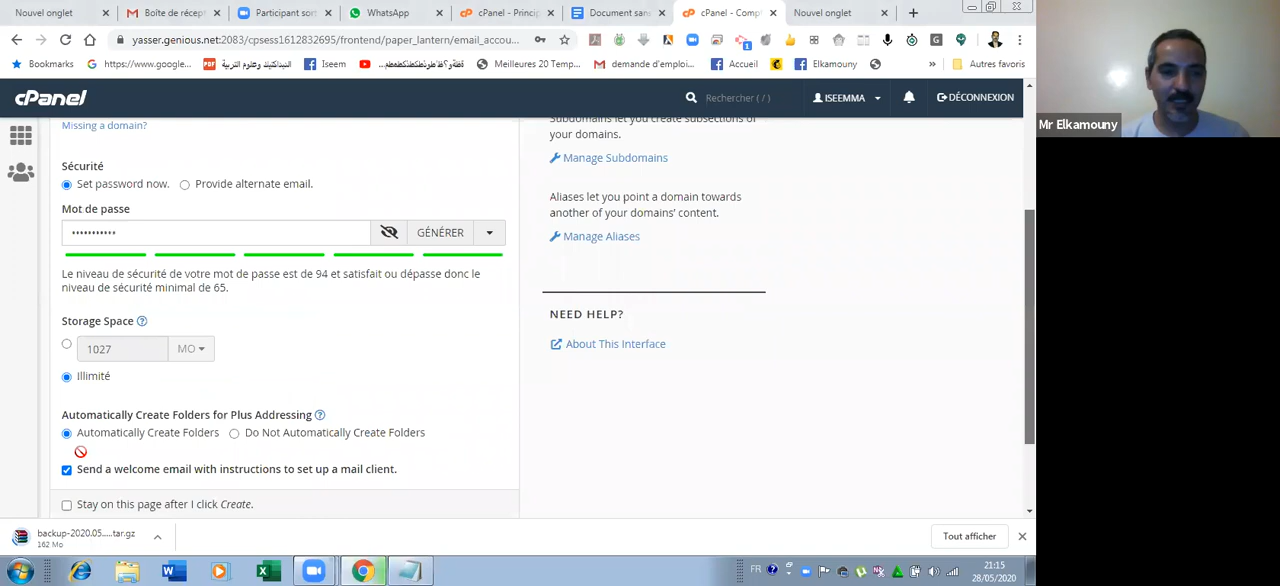 Nouvel onglet
Boîte de récept
Participant sort
WhatsApp
cPanel - Princip
Document sans
cPanel - Compt
Nouvel onglet
yasser.genious.net:2083/cpsess1612832695/frontend/paper_lantern/email_accou...
Bookmarks
https://www.google...
Iseem
Meilleures 20 Temp...
demande d'emploi...
Accueil
Elkamouny
»
Autres favoris
cPanel
Rechercher ( / )
ISEEMMA
DÉCONNEXION
Mr Elkamouny
Missing a domain?
Sécurité
Set password now.
Provide alternate email.
Mot de passe
•••••••••••
GÉNÉRER
Le niveau de sécurité de votre mot de passe est de 94 et satisfait ou dépasse donc le
niveau de sécurité minimal de 65.
Storage Space
1027
MO
Illimité
Automatically Create Folders for Plus Addressing
Automatically Create Folders
Do Not Automatically Create Folders
Send a welcome email with instructions to set up a mail client.
Stay on this page after I click Create.
Subdomains let you create subsections of
your domains.
Manage Subdomains
Aliases let you point a domain towards
another of your domains' content.
Manage Aliases
NEED HELP?
About This Interface
backup-2020.05.....tar.gz
162 Mo
Tout afficher
FR
21:15
28/05/2020